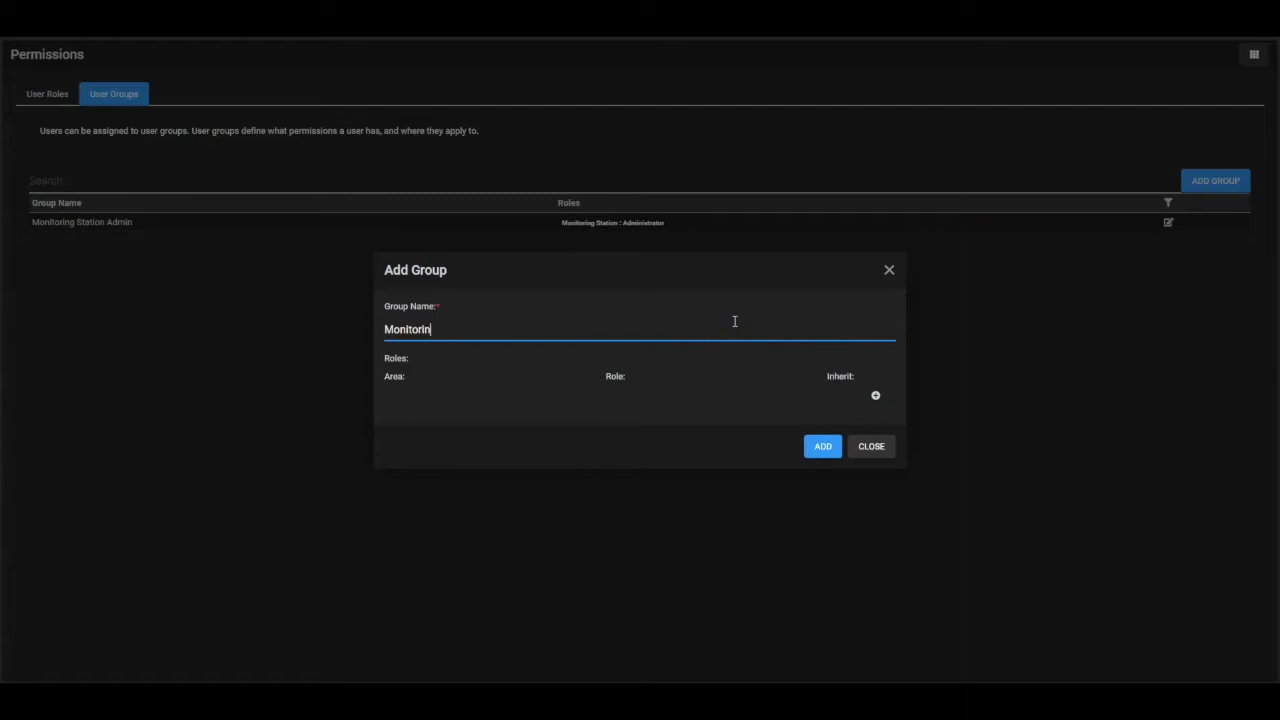 Permissions
User Roles User Groups
Users can be assigned to user groups. User groups define what permissions a user has, and where they apply to.
Search...
ADD GROUP
Group Name Roles
Monitoring Station Admin Monitoring Station : Administrator
Add Group
Group Name:*
Monitorin
Roles:
Area: Role: Inherit:
ADD CLOSE